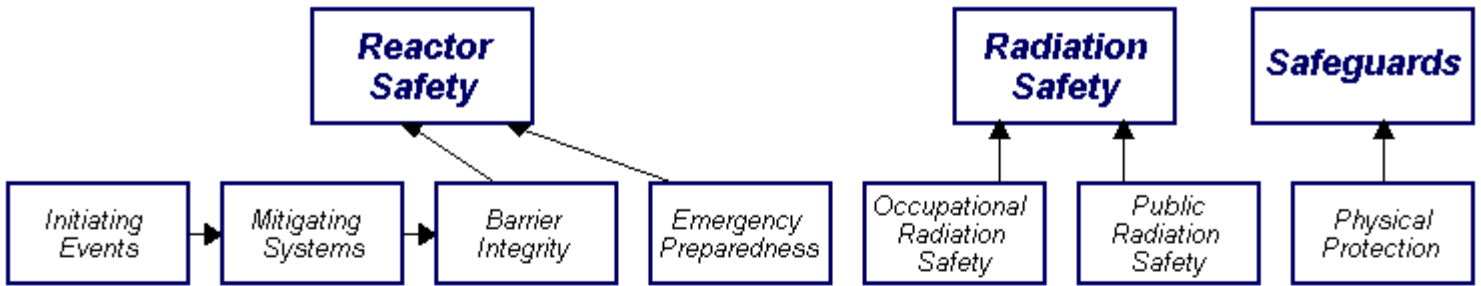 Reactor
Safety
Radiation
Safety
Safeguards
Initiating
Events
Mitigating
Systems
Barrier
Integrity
Emergency
Preparedness
Occupational
Radiation
Safety
Public
Radiation
Safety
Physical
Protection